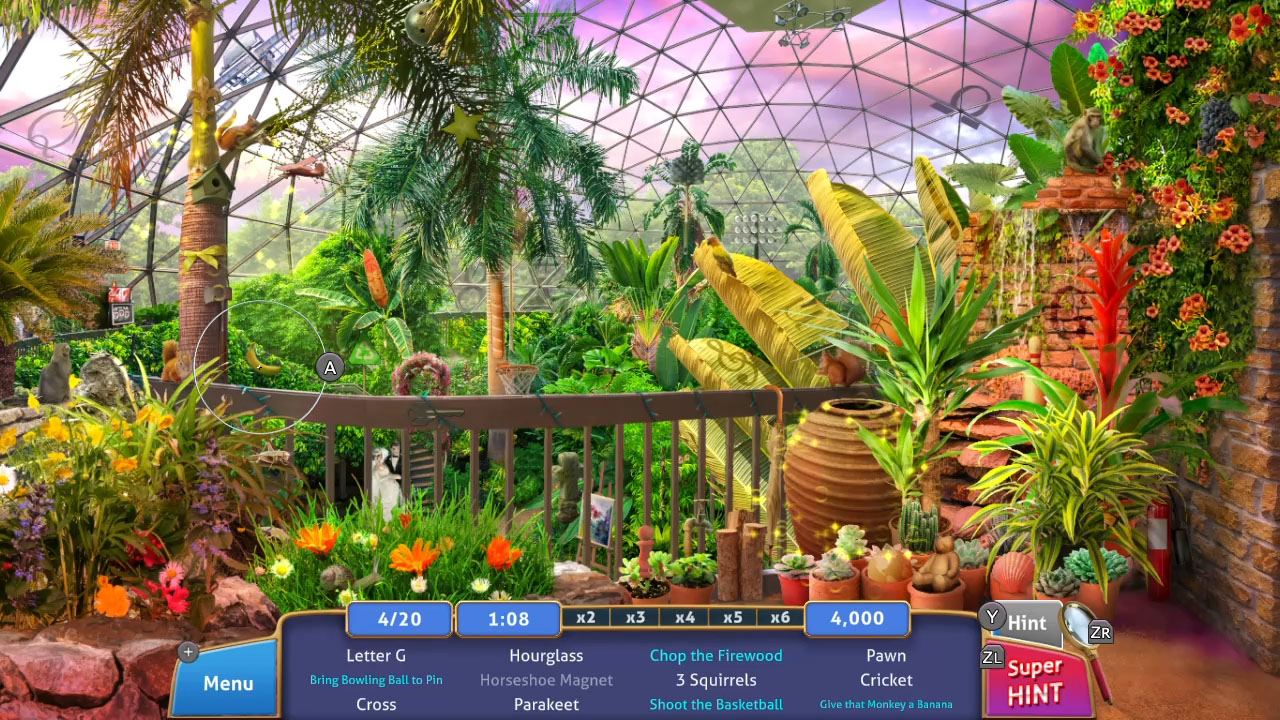 A
4/20
1:08
x2 x3 x4 x5 x6
4,000
Y Hint
ZR
ZL Super HINT
+
Menu
Letter G
Hourglass
Chop the Firewood
Pawn
Bring Bowling Ball to Pin
Horseshoe Magnet
3 Squirrels
Cricket
Cross
Parakeet
Shoot the Basketball
Give that Monkey a Banana